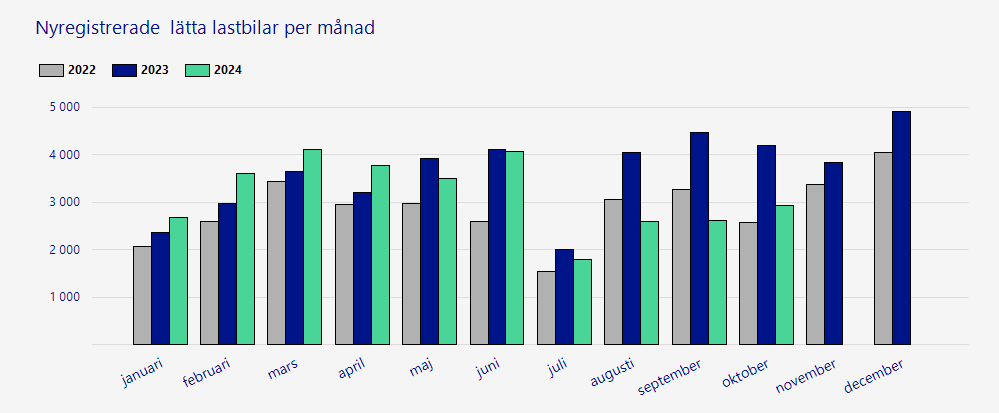 Nyregistrerade  lätta lastbilar per månad
2022 2023 2024
5 000
4 000
3 000
2 000
1 000
januari februari mars april maj juni juli augusti september oktober november december